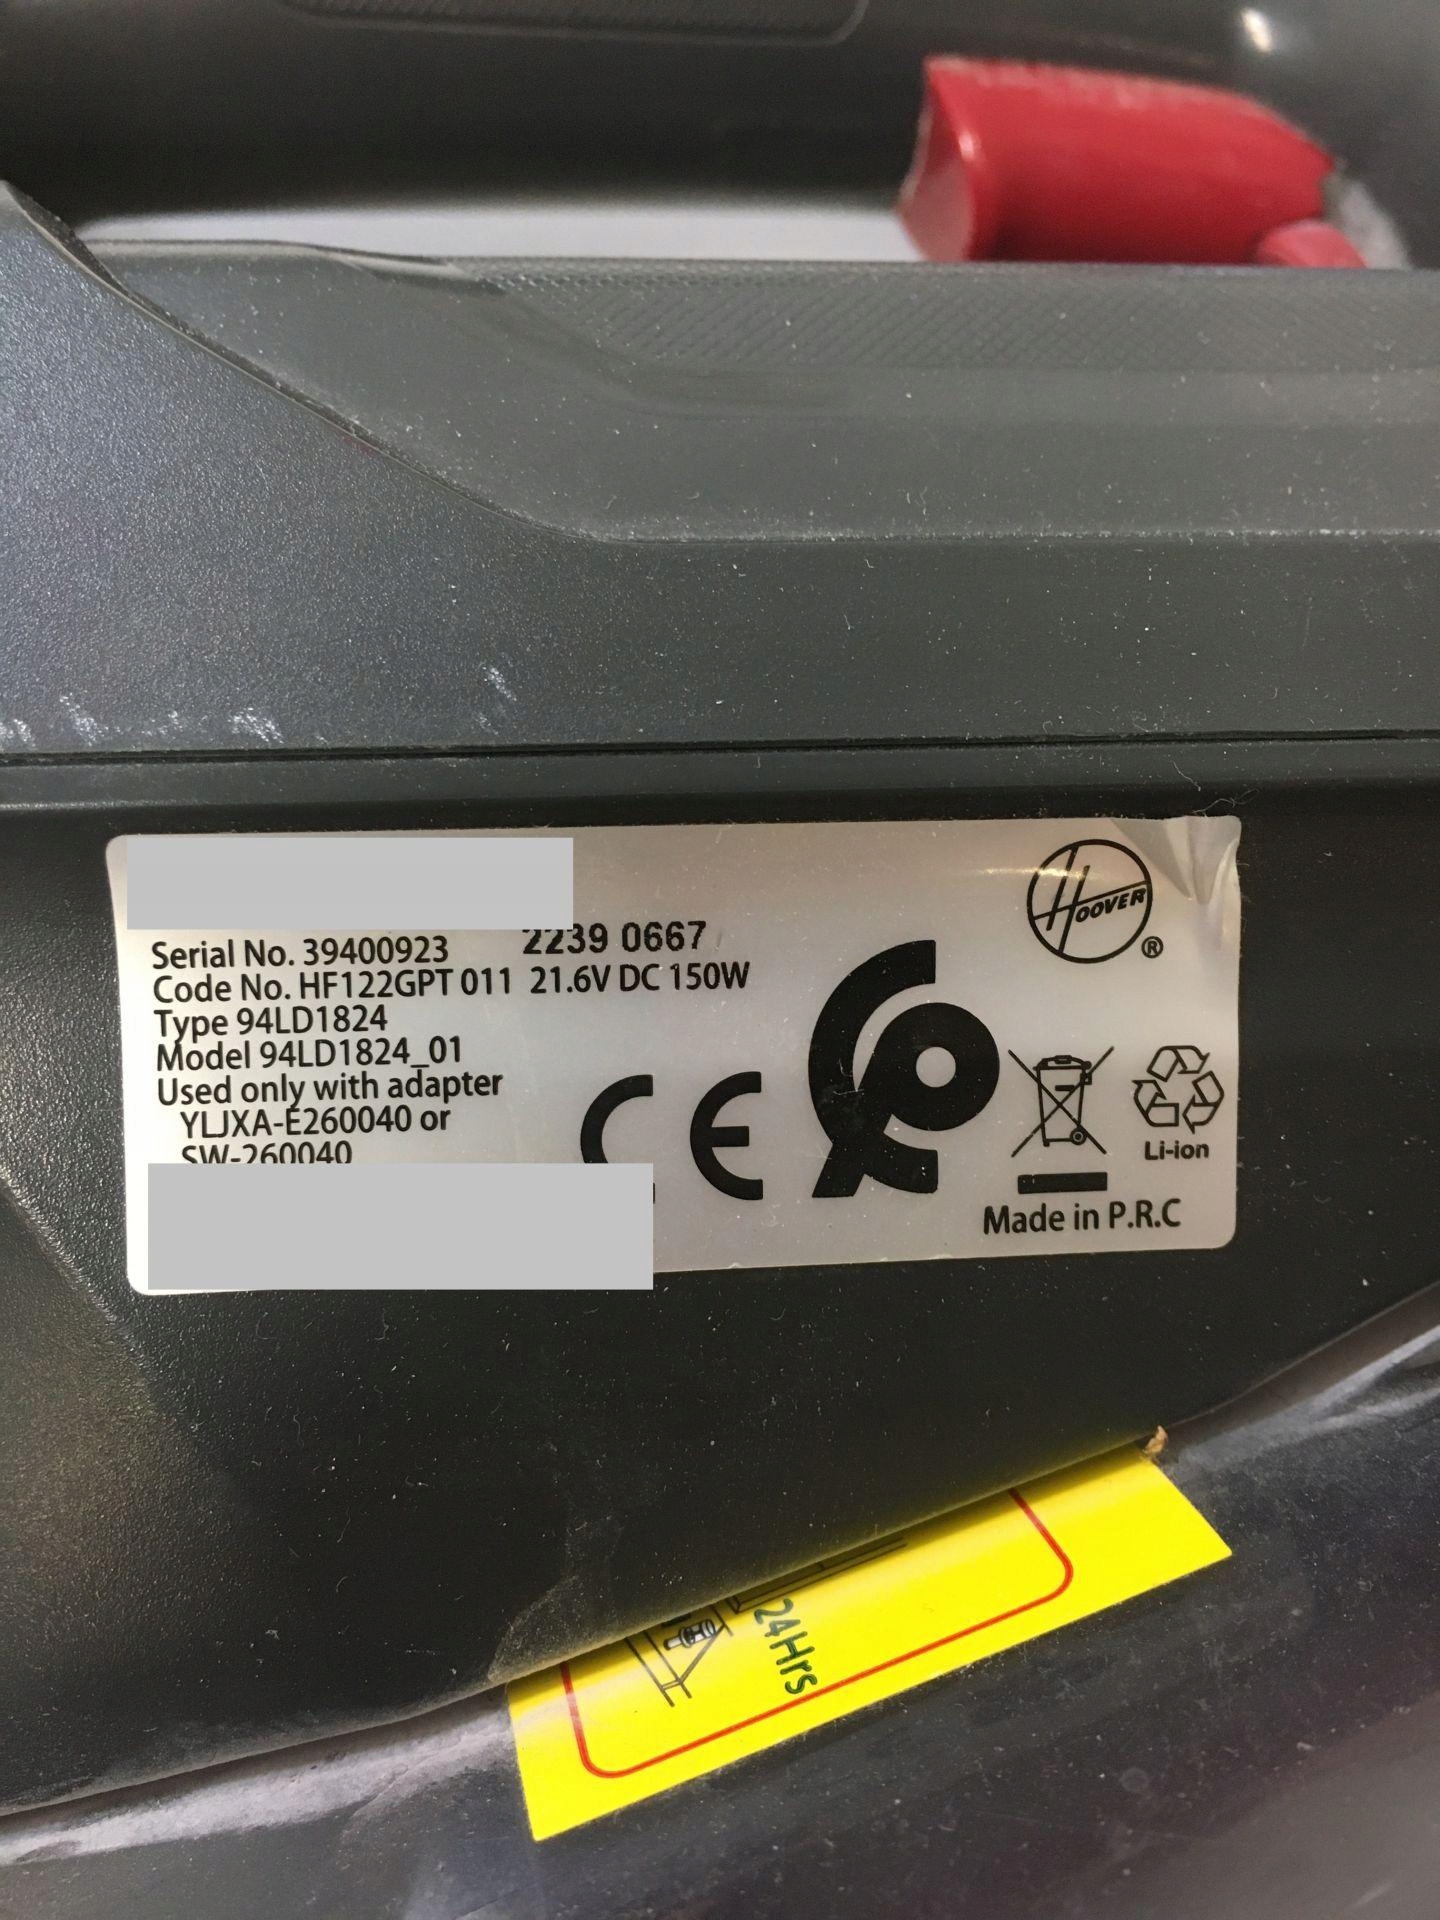 HOOVER
®
Serial No. 39400923 2239 0667
Code No. HF122GPT 011 21.6V DC 150W
Type 94LD1824
Model 94LD1824_01
Used only with adapter
YLJXA-E260040 or
SW-260040
CE
Li-ion
Made in P.R.C
24Hrs